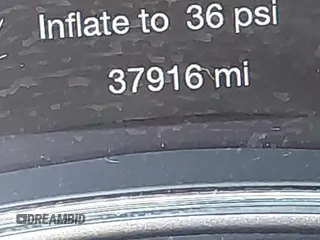 Inflate to 36 psi
37916 mi
DREAMBID